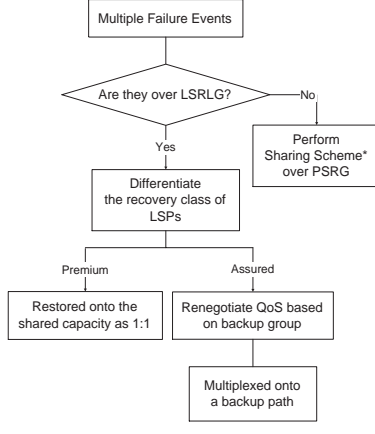 Multiple Failure Events
Are they over LSRLG?
No
Perform
Sharing Scheme*
over PSRG
Yes
Differentiate
the recovery class of
LSPs
Premium
Assured
Restored onto the
shared capacity as 1:1
Renegotiate QoS based
on backup group
Multiplexed onto
a backup path